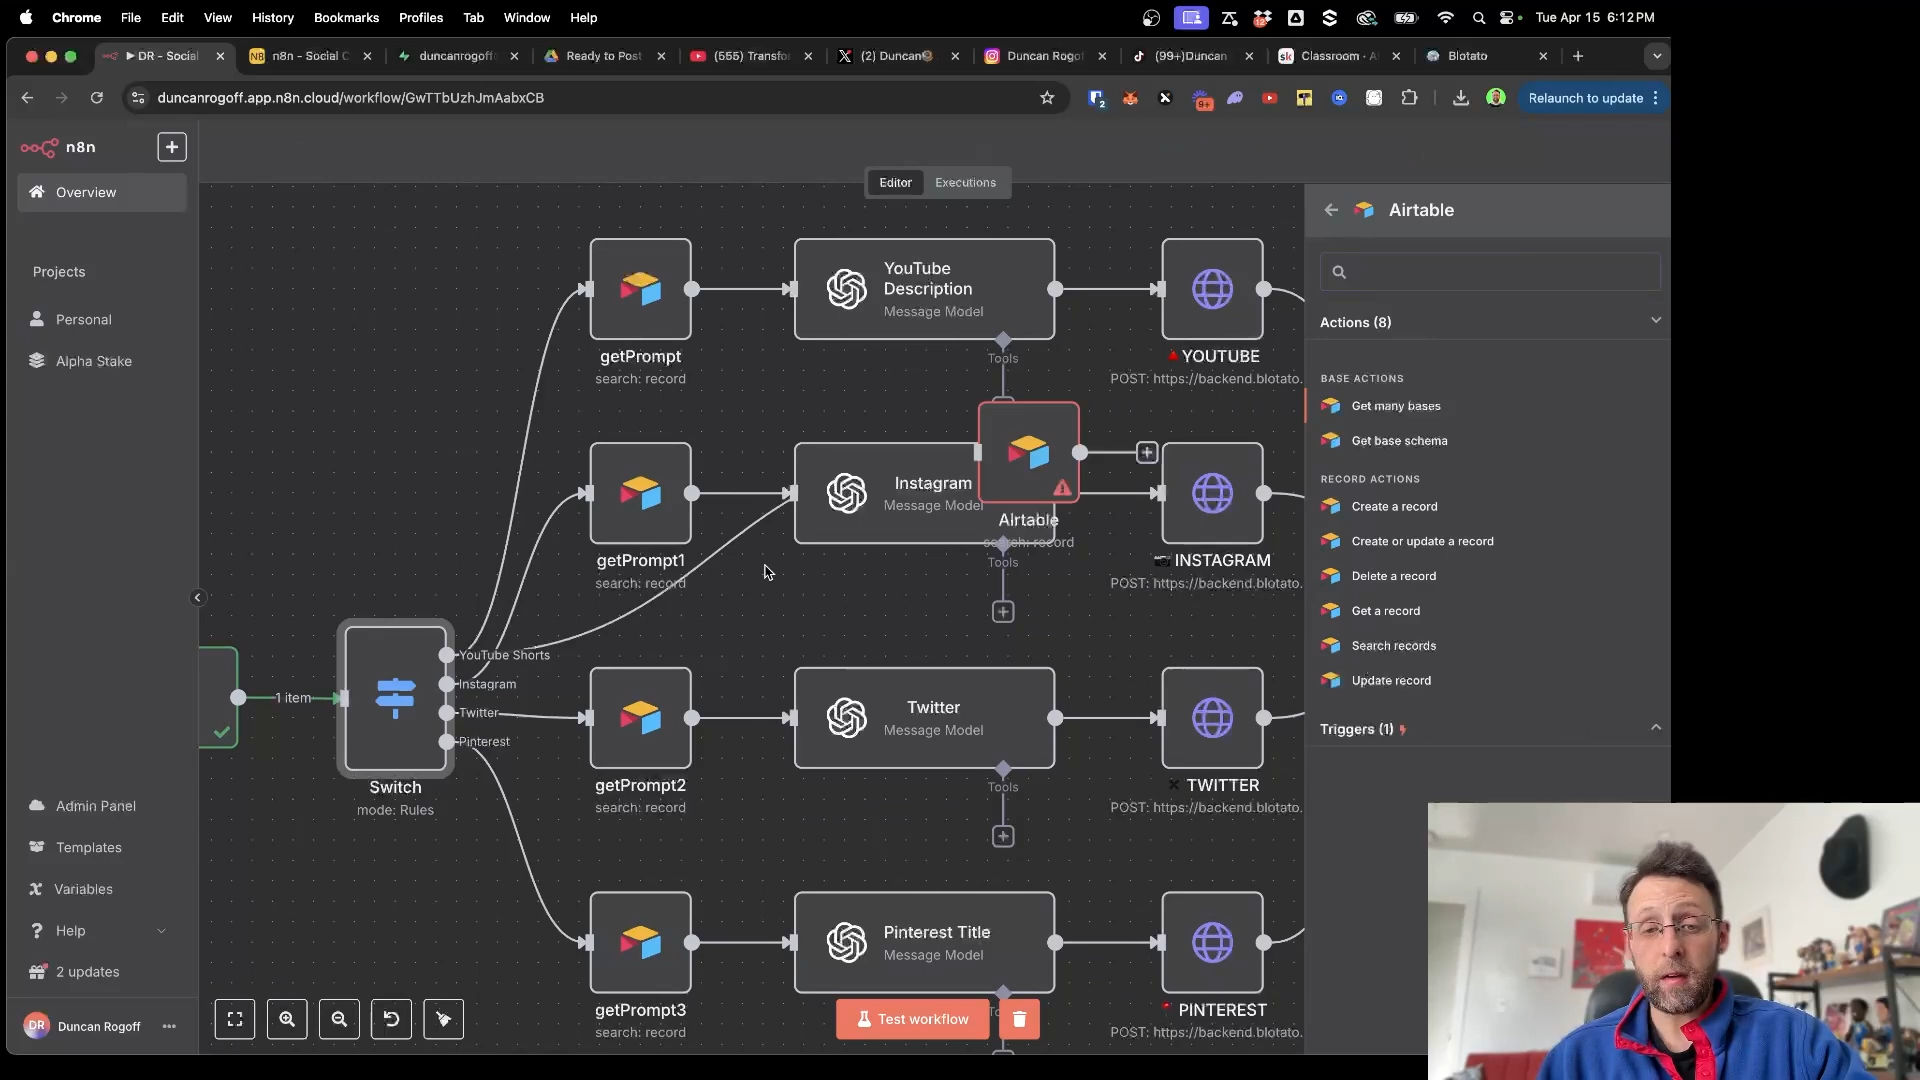 Chrome File Edit View History Bookmarks Profiles Tab Window Help
12
Tue Apr 15 6:12 PM
DR - Social
n8n - Social C
duncanrogoff
Ready to Post
(555) Transfor
(2) Duncan
Duncan Rogof
(99+)Duncan
Classroom - A
Blotato
duncanrogoff.app.n8n.cloud/workflow/GwTTbUzhJmAabxCB
2
9+
Relaunch to update
n8n
Overview
Projects
Personal
Alpha Stake
Admin Panel
Templates
Variables
Help
2 updates
DR
Duncan Rogoff
Editor
Executions
1 item
Switch
mode: Rules
YouTube Shorts
Instagram
Twitter
Pinterest
getPrompt
search: record
YouTube
Description
Message Model
Tools
YOUTUBE
POST: https://backend.blotato.
getPrompt1
search: record
Instagram
Message Model
Airtable
search: record
Tools
INSTAGRAM
POST: https://backend.blotato.
getPrompt2
search: record
Twitter
Message Model
Tools
TWITTER
POST: https://backend.blotato.
getPrompt3
search: record
Pinterest Title
Message Model
PINTEREST
POST: https://backend.blotato.
Test workflow
Airtable
Actions (8)
BASE ACTIONS
Get many bases
Get base schema
RECORD ACTIONS
Create a record
Create or update a record
Delete a record
Get a record
Search records
Update record
Triggers (1)